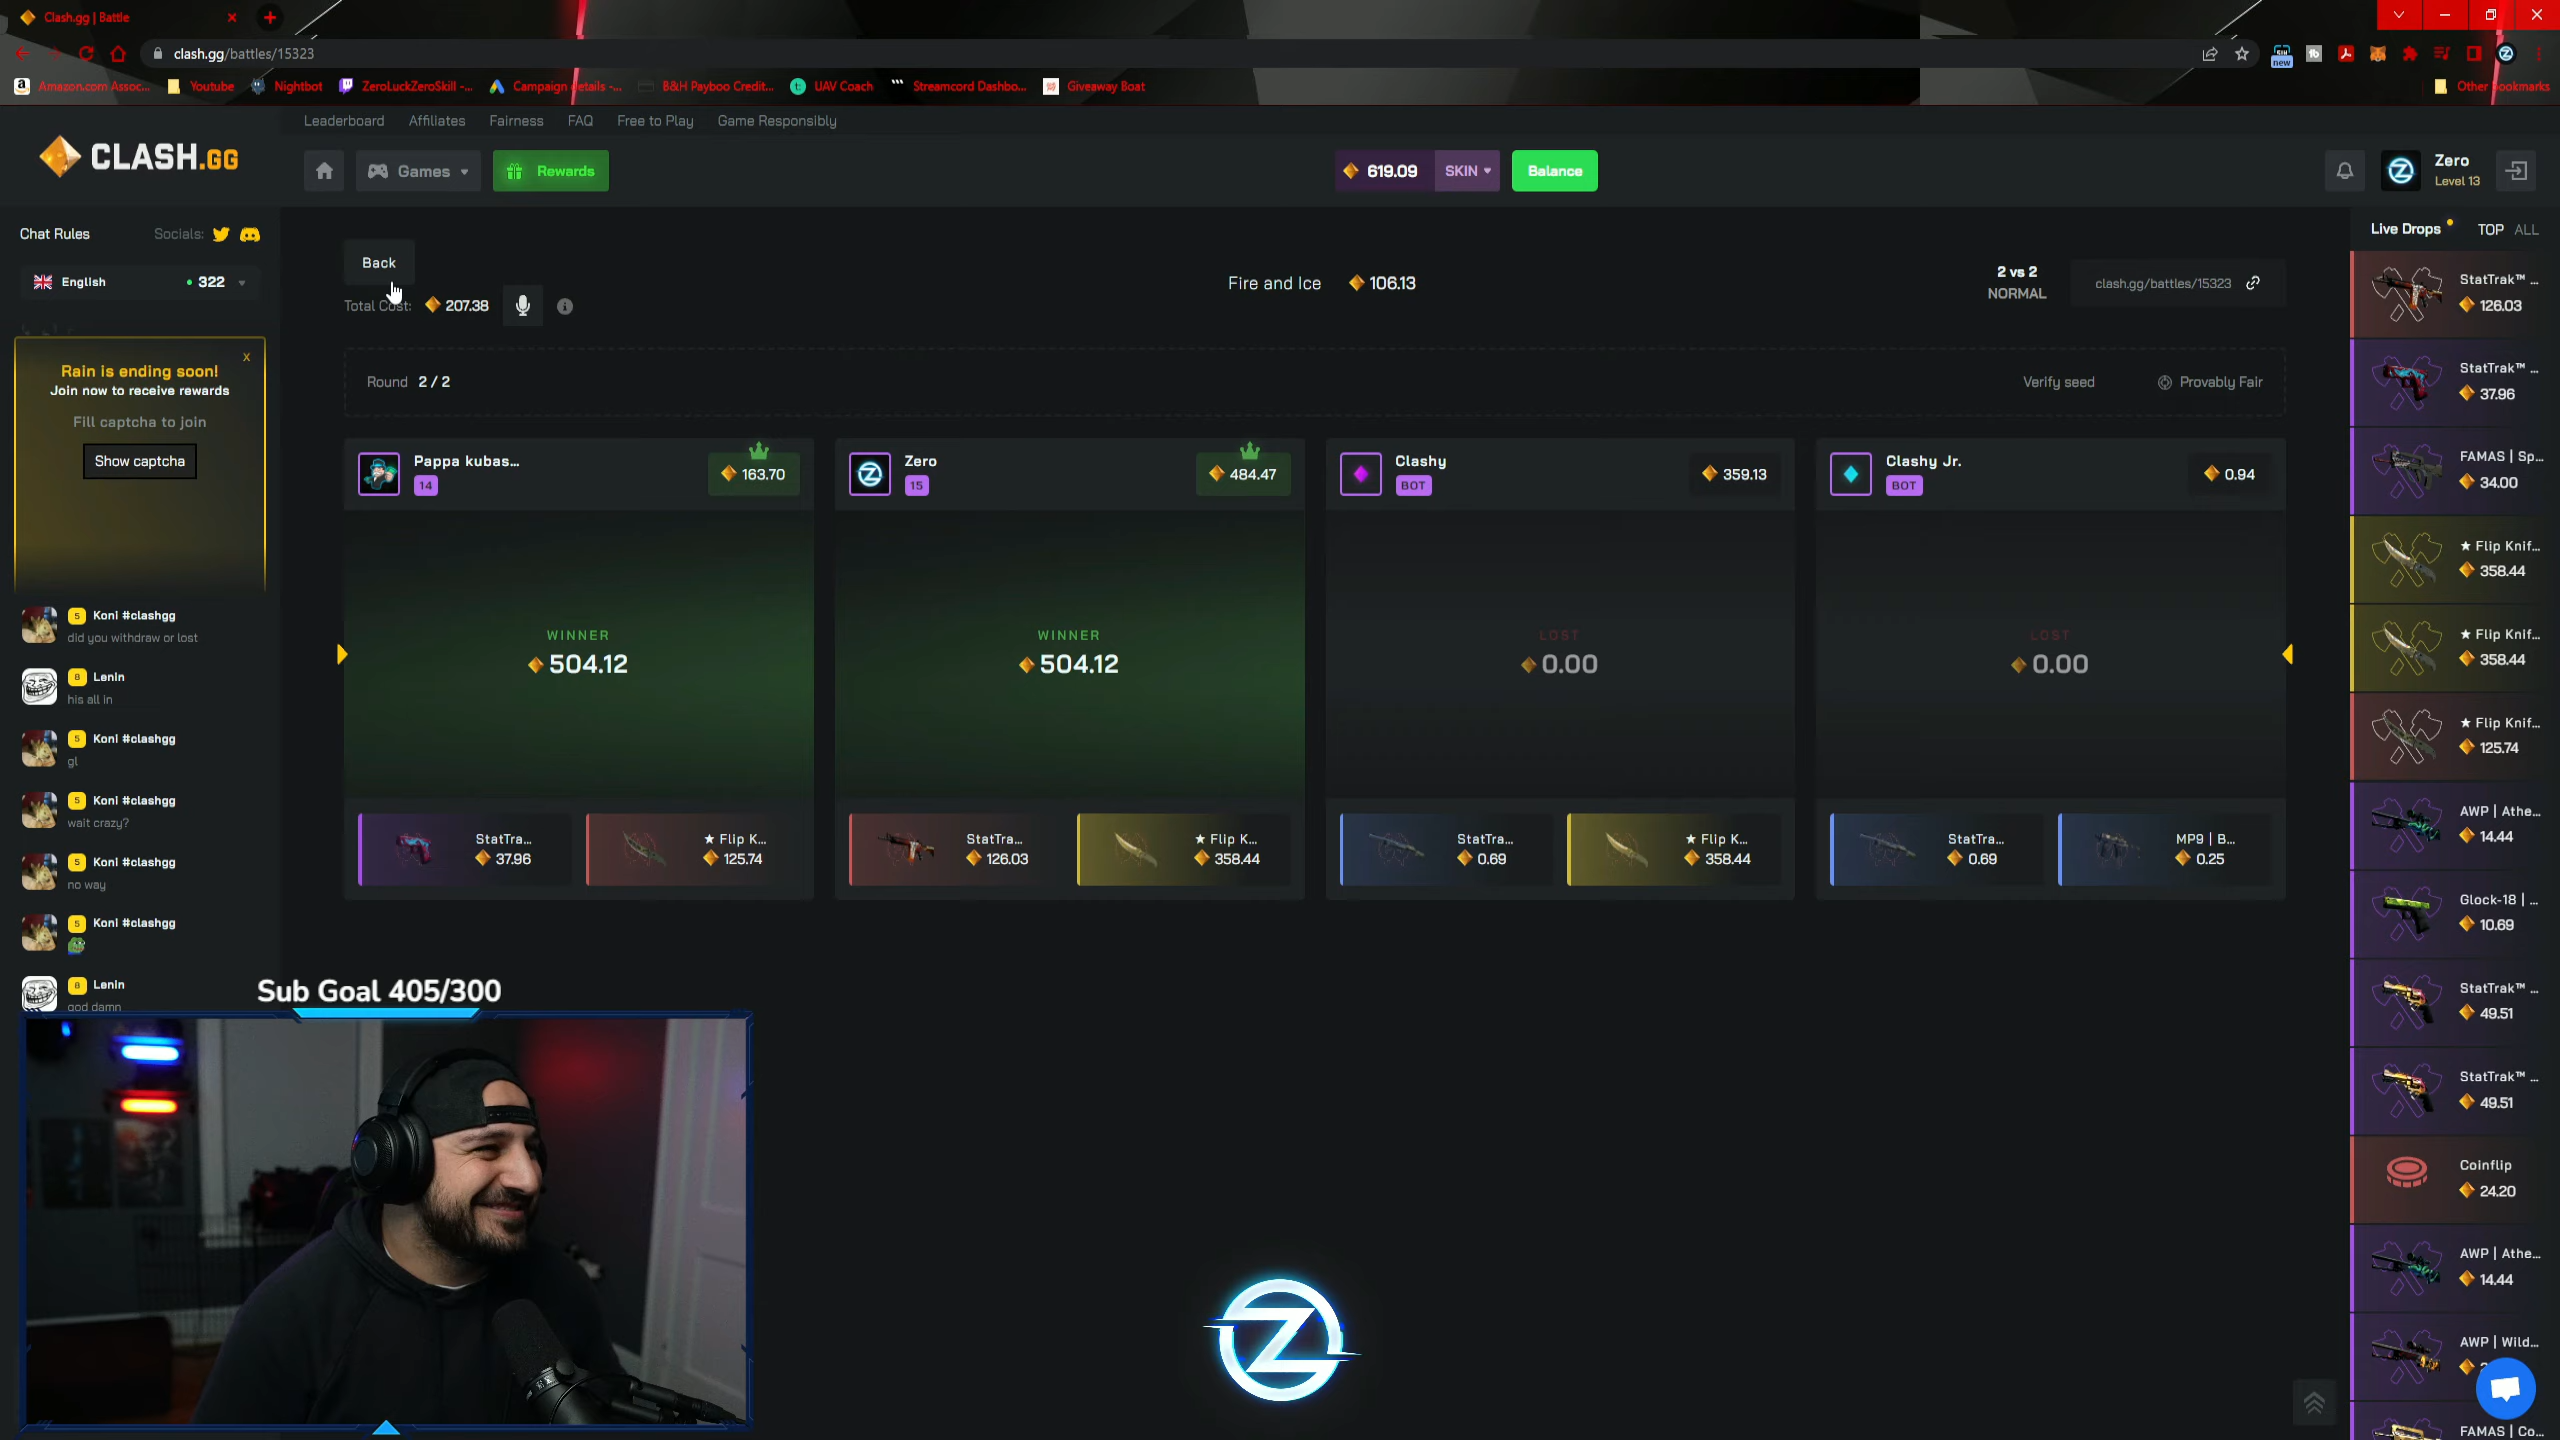 Clash.gg | Battle
clash.gg/battles/15323
Amazon.com Assoc...
Youtube
Nightbot
ZeroLuckZeroSkill -...
Campaign details -...
B&H Payboo Credit...
UAV Coach
Streamcord Dashbo...
Giveaway Boat
Other Bookmarks
new
Leaderboard
Affiliates
Fairness
FAQ
Free to Play
Game Responsibly
CLASH.GG
Games
Rewards
619.09
SKIN
Balance
Zero
Level 13
Chat Rules
Socials:
English
322
Rain is ending soon!
Join now to receive rewards
Fill captcha to join
Show captcha
x
5 Koni #clashgg
did you withdraw or lost
8 Lenin
his all in
5 Koni #clashgg
gl
5 Koni #clashgg
wait crazy?
5 Koni #clashgg
no way
5 Koni #clashgg
8 Lenin
god damn
Back
Total Cost: 207.38
Fire and Ice 106.13
2 vs 2
NORMAL
clash.gg/battles/15323
Round 2 / 2
Verify seed
Provably Fair
Pappa kubas...
14
163.70
WINNER
504.12
StatTra...
37.96
★ Flip K...
125.74
Zero
15
484.47
WINNER
504.12
StatTra...
126.03
★ Flip K...
358.44
Clashy
BOT
359.13
LOST
0.00
StatTra...
0.69
★ Flip K...
358.44
Clashy Jr.
BOT
0.94
LOST
0.00
StatTra...
0.69
MP9 | B...
0.25
Live Drops
TOP ALL
StatTrak™ ...
126.03
StatTrak™ ...
37.96
FAMAS | Sp...
34.00
★ Flip Knif...
358.44
★ Flip Knif...
358.44
★ Flip Knif...
125.74
AWP | Athe...
14.44
Glock-18 | ...
10.69
StatTrak™ ...
49.51
StatTrak™ ...
49.51
Coinflip
24.20
AWP | Athe...
14.44
AWP | Wild...
FAMAS | Co...
Sub Goal 405/300
Z